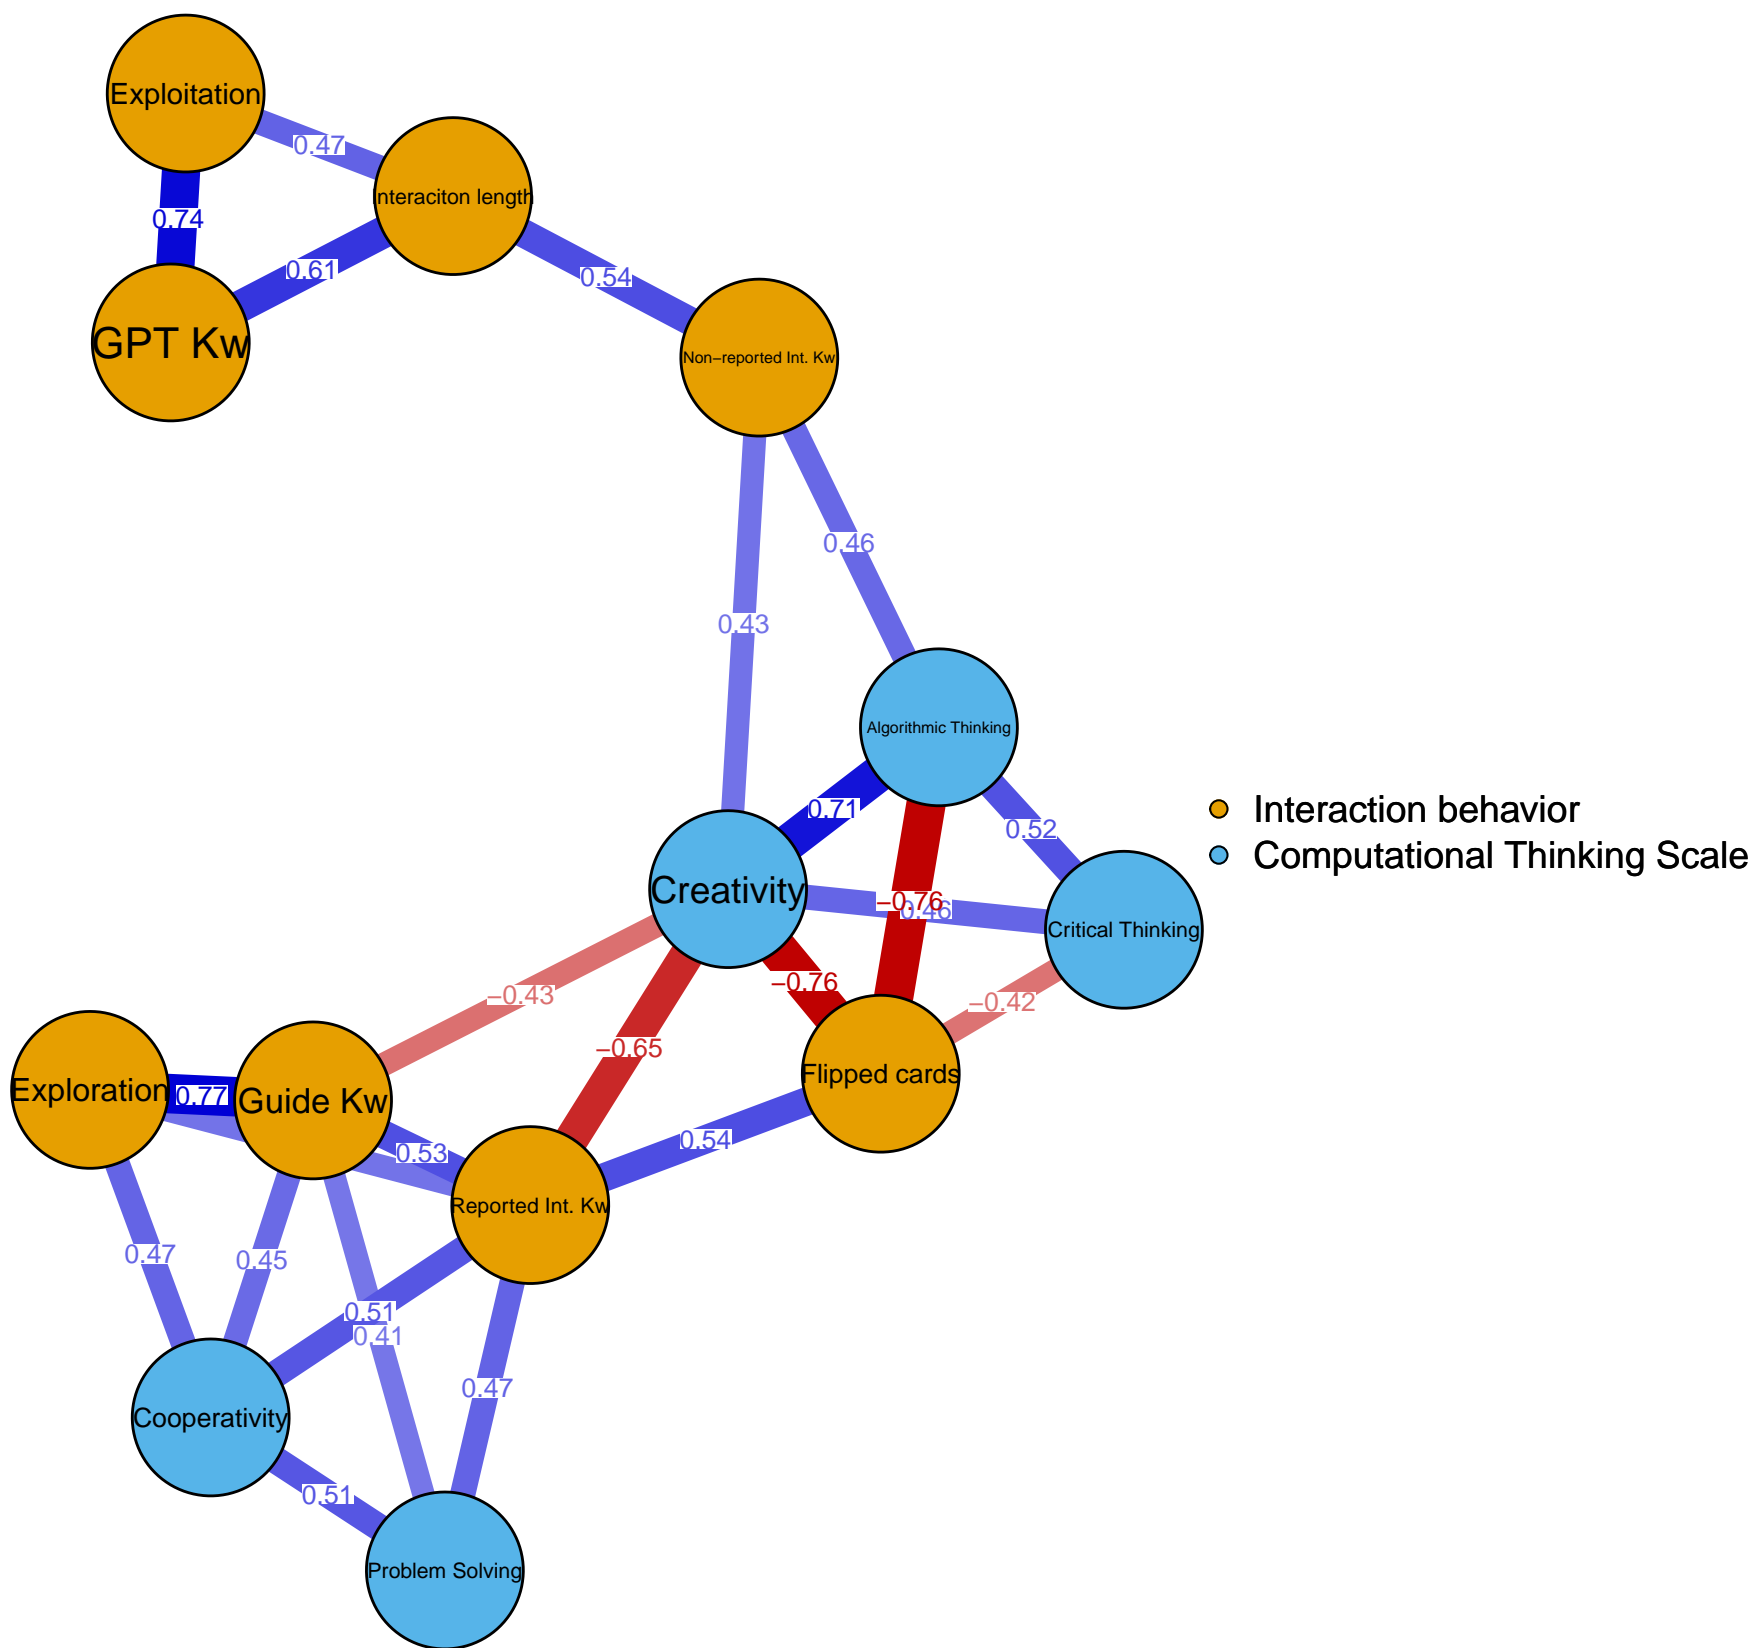 Exploitation
0.47
nteraciton length
0.74
0.61
0.54
GPT Kw
Non−reported Int. Kw
0.46
0.43
Algorithmic Thinking
0.71
0.52
Interaction behavior
Computational Thinking Scale
Creativity
−0.76
0.46
Critical Thinking
−0.76
−0.43
−0.42
−0.65
Flipped cards
Exploration
0.77
Guide Kw
0.53
0.54
Reported Int. Kw
0.47
0.45
0.51
0.41
0.47
Cooperativity
0.51
Problem Solving